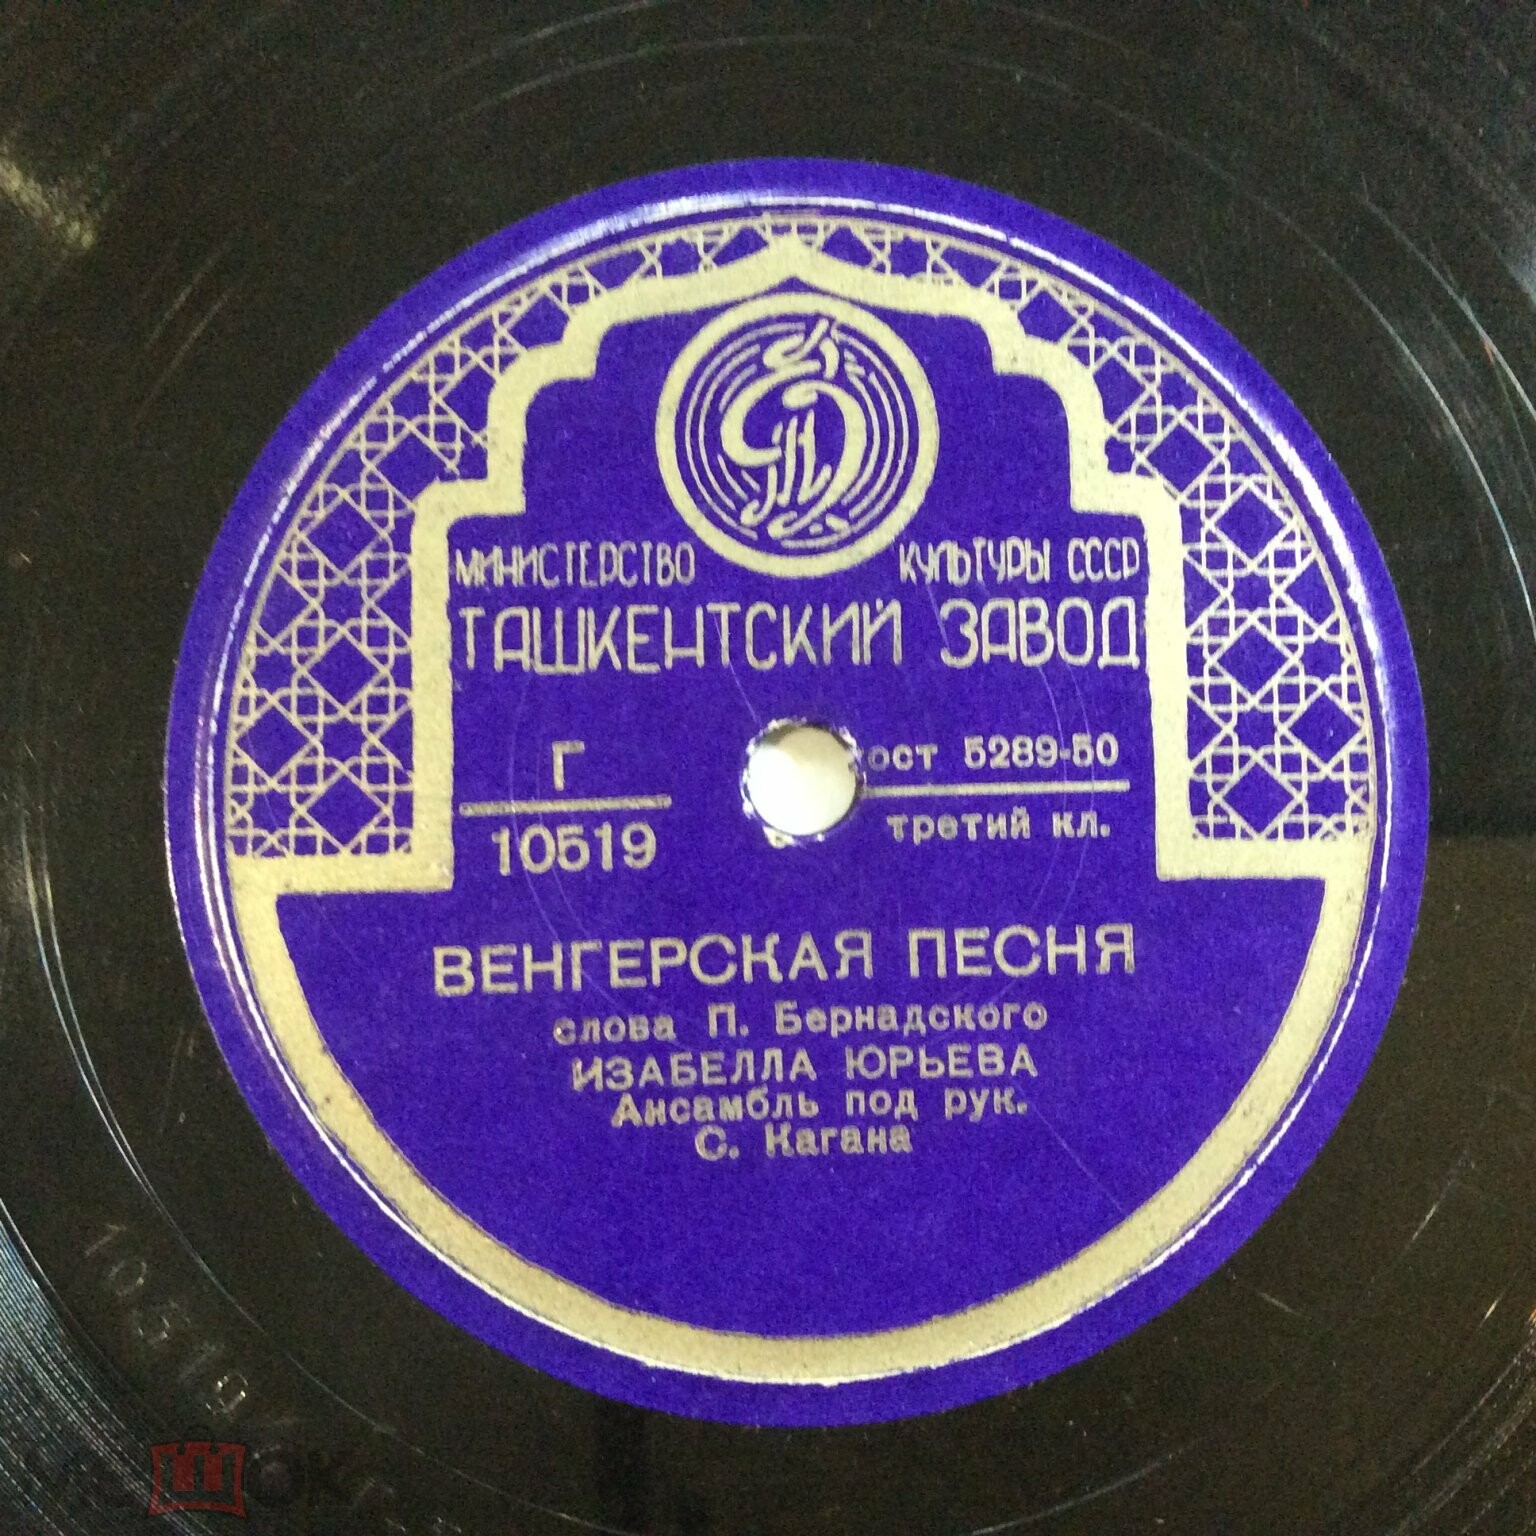 МИНИСТЕРСТВО КУЛЬТУРЫ СССР
ТАШКЕНТСКИЙ ЗАВОД
Г
10519
ост 5289-50
третий кл.
ВЕНГЕРСКАЯ ПЕСНЯ
слова П. Бернадского
ИЗАБЕЛЛА ЮРЬЕВА
Ансамбль под рук.
С. Кагана
10519